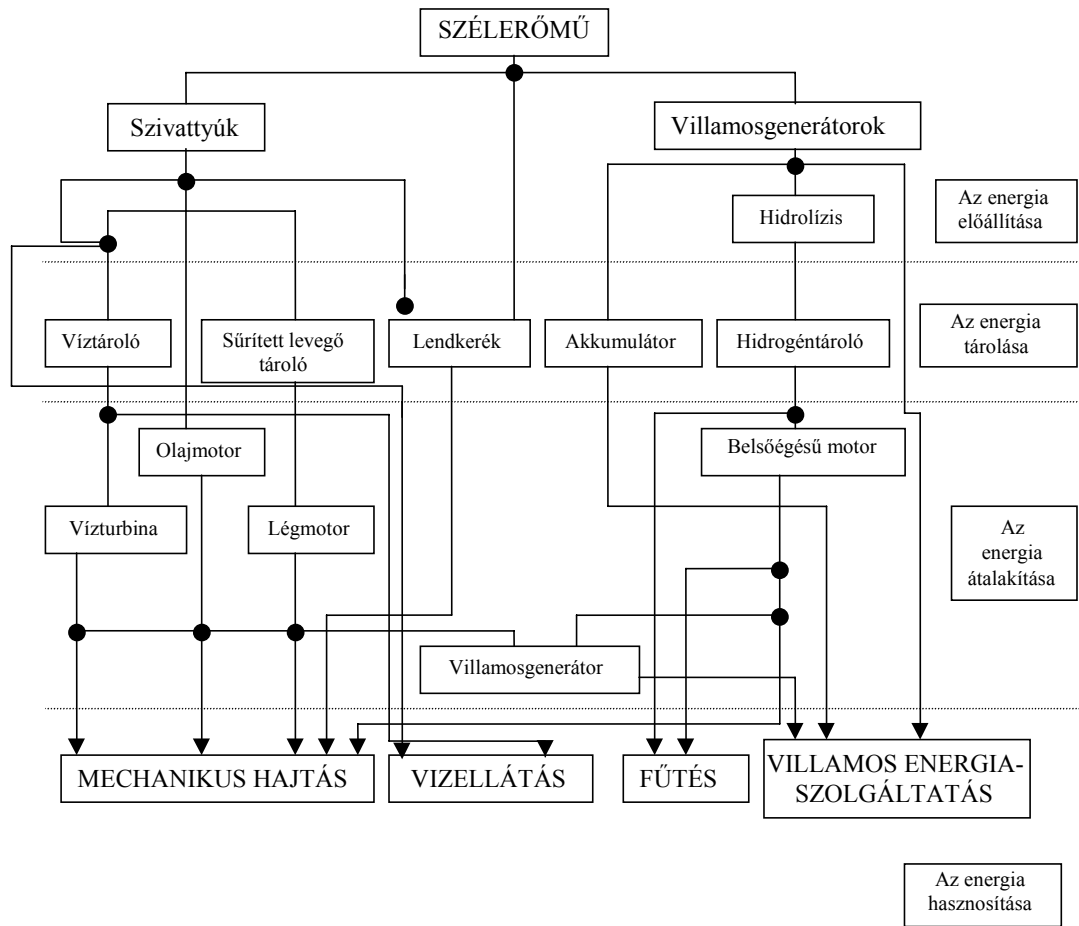 SZÉLERŐMŰ
Szivattyúk
Villamosgenerátorok
Hidrolízis
Az energia
előállítása
Víztároló
Sűrített levegő
tároló
Lendkerék
Akkumulátor
Hidrogéntároló
Az energia
tárolása
Olajmotor
Belsőégésű motor
Vízturbina
Légmotor
Az
energia
átalakítása
Villamosgenerátor
MECHANIKUS HAJTÁS
VIZELLÁTÁS
FŰTÉS
VILLAMOS ENERGIA-
SZOLGÁLTATÁS
Az energia
hasznosítása